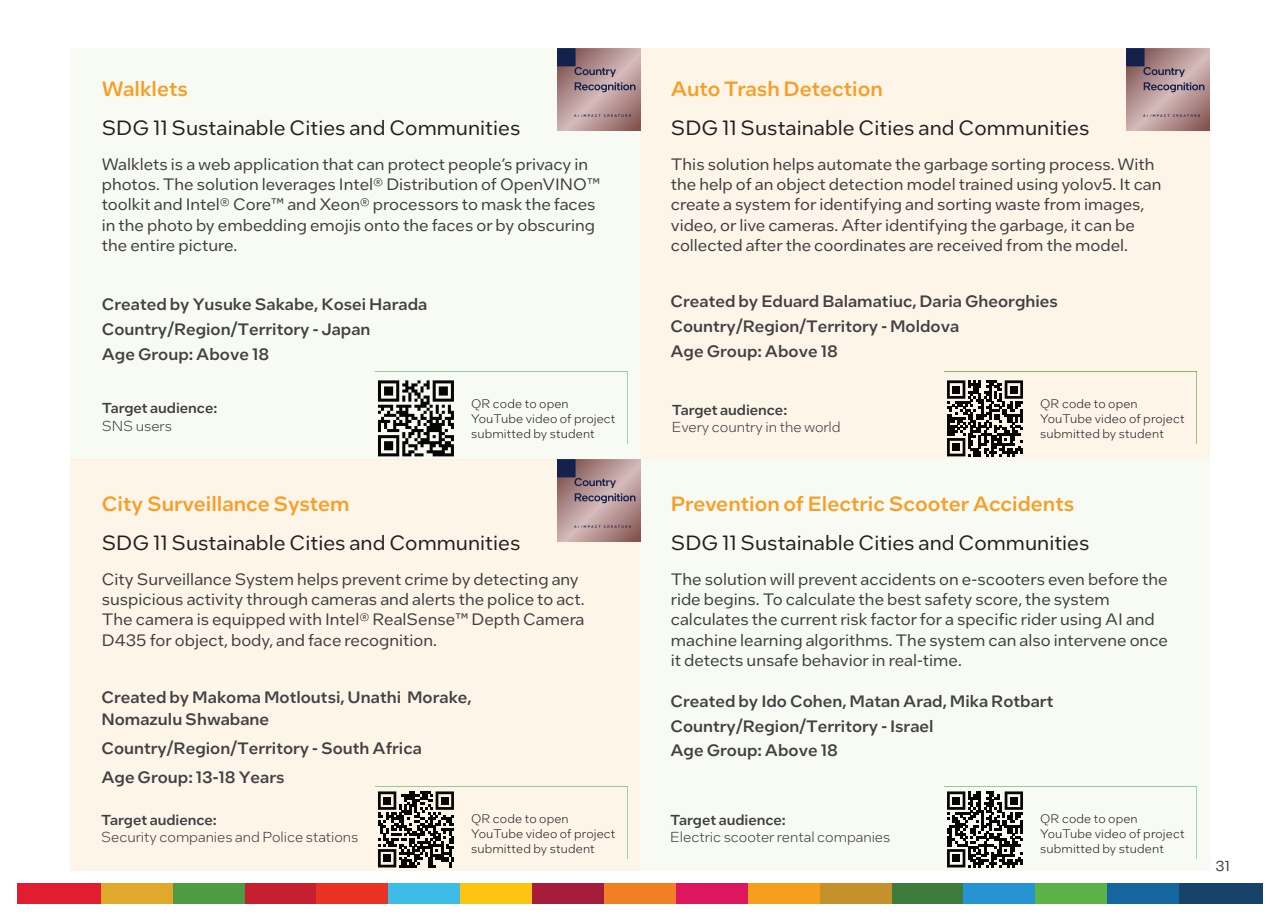 Walklets
Country
Recognition
AI IMPACT CREATORS
SDG 11 Sustainable Cities and Communities
Walklets is a web application that can protect people's privacy in
photos. The solution leverages Intel® Distribution of OpenVINO™
toolkit and Intel® Core™ and Xeon® processors to mask the faces
in the photo by embedding emojis onto the faces or by obscuring
the entire picture.
Created by Yusuke Sakabe, Kosei Harada
Country/Region/Territory - Japan
Age Group: Above 18
Target audience:
SNS users
QR code to open
YouTube video of project
submitted by student
Auto Trash Detection
Country
Recognition
AI IMPACT CREATORS
SDG 11 Sustainable Cities and Communities
This solution helps automate the garbage sorting process. With
the help of an object detection model trained using yolov5. It can
create a system for identifying and sorting waste from images,
video, or live cameras. After identifying the garbage, it can be
collected after the coordinates are received from the model.
Created by Eduard Balamatiuc, Daria Gheorghies
Country/Region/Territory - Moldova
Age Group: Above 18
Target audience:
Every country in the world
QR code to open
YouTube video of project
submitted by student
City Surveillance System
Country
Recognition
AI IMPACT CREATORS
SDG 11 Sustainable Cities and Communities
City Surveillance System helps prevent crime by detecting any
suspicious activity through cameras and alerts the police to act.
The camera is equipped with Intel® RealSense™ Depth Camera
D435 for object, body, and face recognition.
Created by Makoma Motloutsi, Unathi Morake,
Nomazulu Shwabane
Country/Region/Territory - South Africa
Age Group: 13-18 Years
Target audience:
Security companies and Police stations
QR code to open
YouTube video of project
submitted by student
Prevention of Electric Scooter Accidents
SDG 11 Sustainable Cities and Communities
The solution will prevent accidents on e-scooters even before the
ride begins. To calculate the best safety score, the system
calculates the current risk factor for a specific rider using AI and
machine learning algorithms. The system can also intervene once
it detects unsafe behavior in real-time.
Created by Ido Cohen, Matan Arad, Mika Rotbart
Country/Region/Territory - Israel
Age Group: Above 18
Target audience:
Electric scooter rental companies
QR code to open
YouTube video of project
submitted by student
31